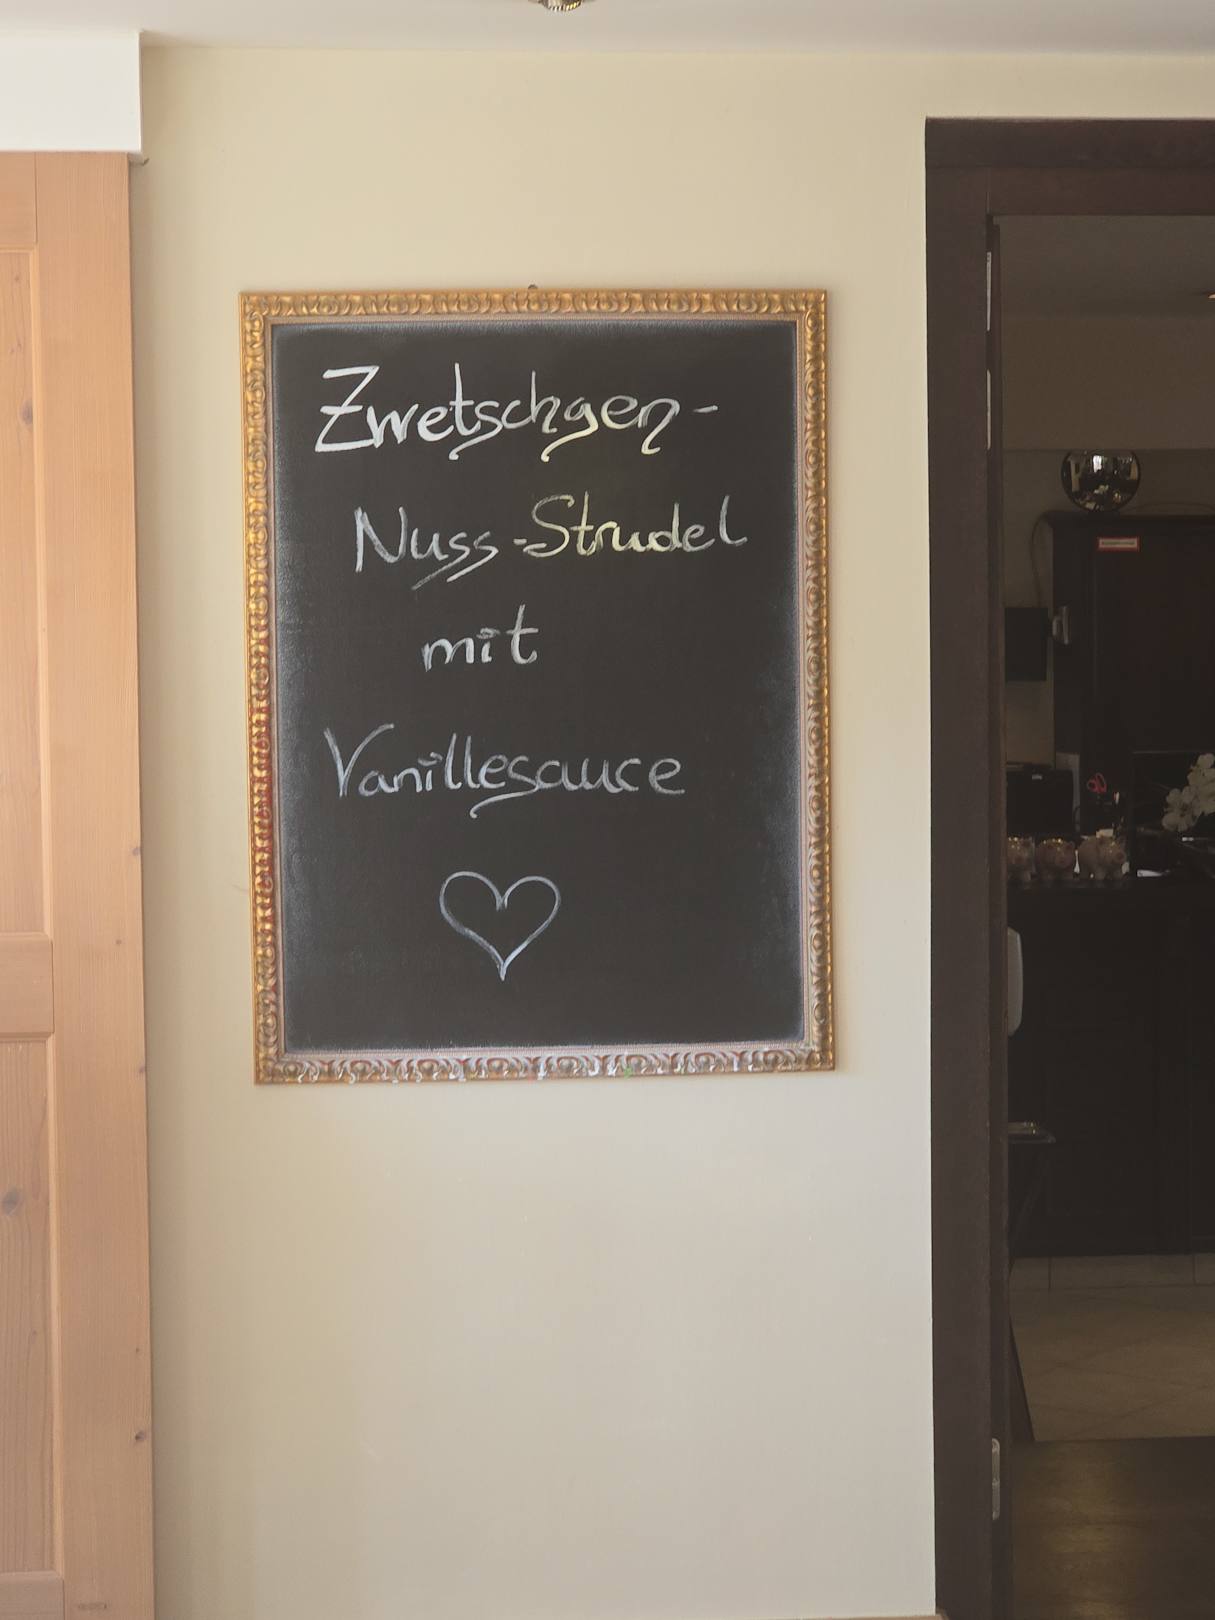 Zwetschgen-
Nuss-Strudel
mit
Vanillesauce